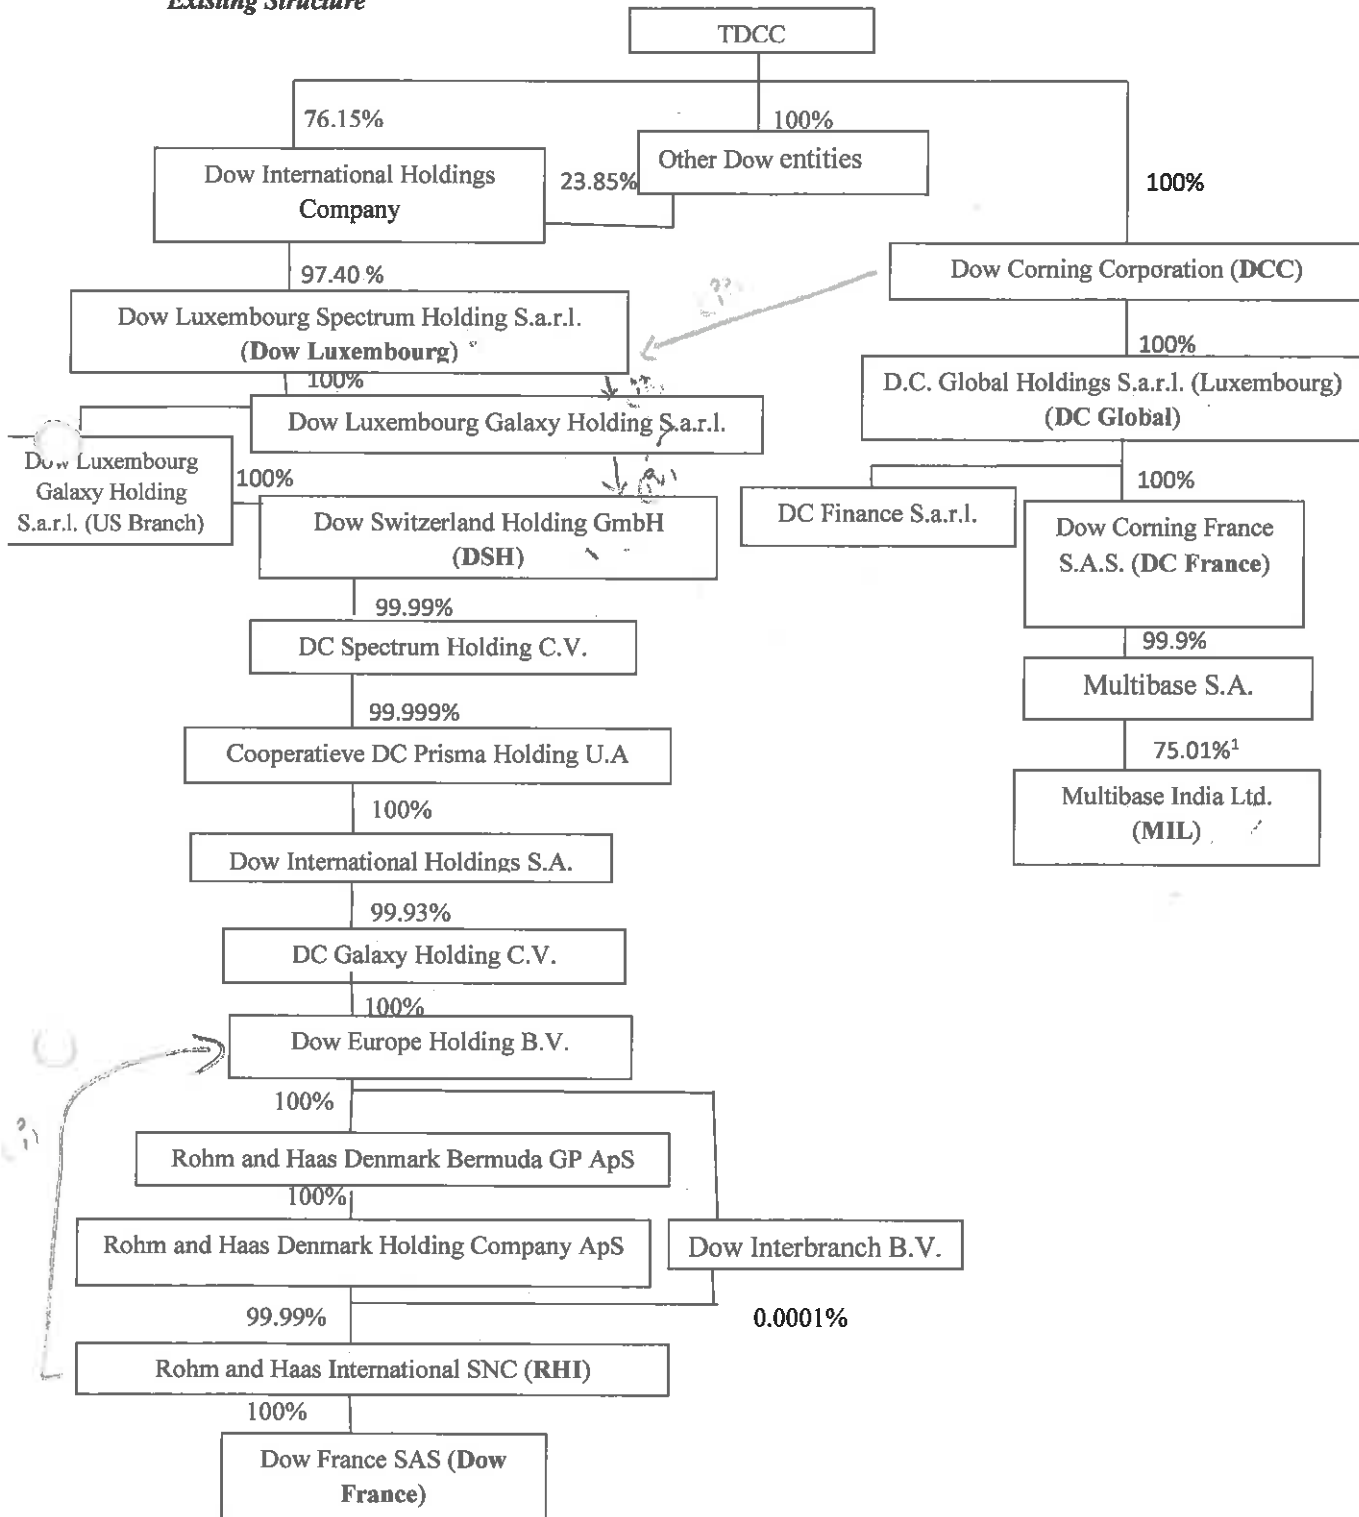 Existing Structure
TDCC
76.15%
100%
Other Dow entities
Dow International Holdings
Company
23.85%
100%
97.40 %
Dow Corning Corporation (DCC)
Dow Luxembourg Spectrum Holding S.a.r.l.
(Dow Luxembourg)
100%
100%
D.C. Global Holdings S.a.r.l. (Luxembourg)
(DC Global)
Dow Luxembourg Galaxy Holding S.a.r.l.
Dow Luxembourg
Galaxy Holding
S.a.r.l. (US Branch)
100%
100%
DC Finance S.a.r.l.
Dow Switzerland Holding GmbH
(DSH)
Dow Corning France
S.A.S. (DC France)
99.99%
99.9%
DC Spectrum Holding C.V.
Multibase S.A.
99.999%
75.01%¹
Cooperatieve DC Prisma Holding U.A
Multibase India Ltd.
(MIL)
100%
Dow International Holdings S.A.
99.93%
DC Galaxy Holding C.V.
100%
Dow Europe Holding B.V.
100%
Rohm and Haas Denmark Bermuda GP ApS
100%
Rohm and Haas Denmark Holding Company ApS
Dow Interbranch B.V.
99.99%
0.0001%
Rohm and Haas International SNC (RHI)
100%
Dow France SAS (Dow
France)